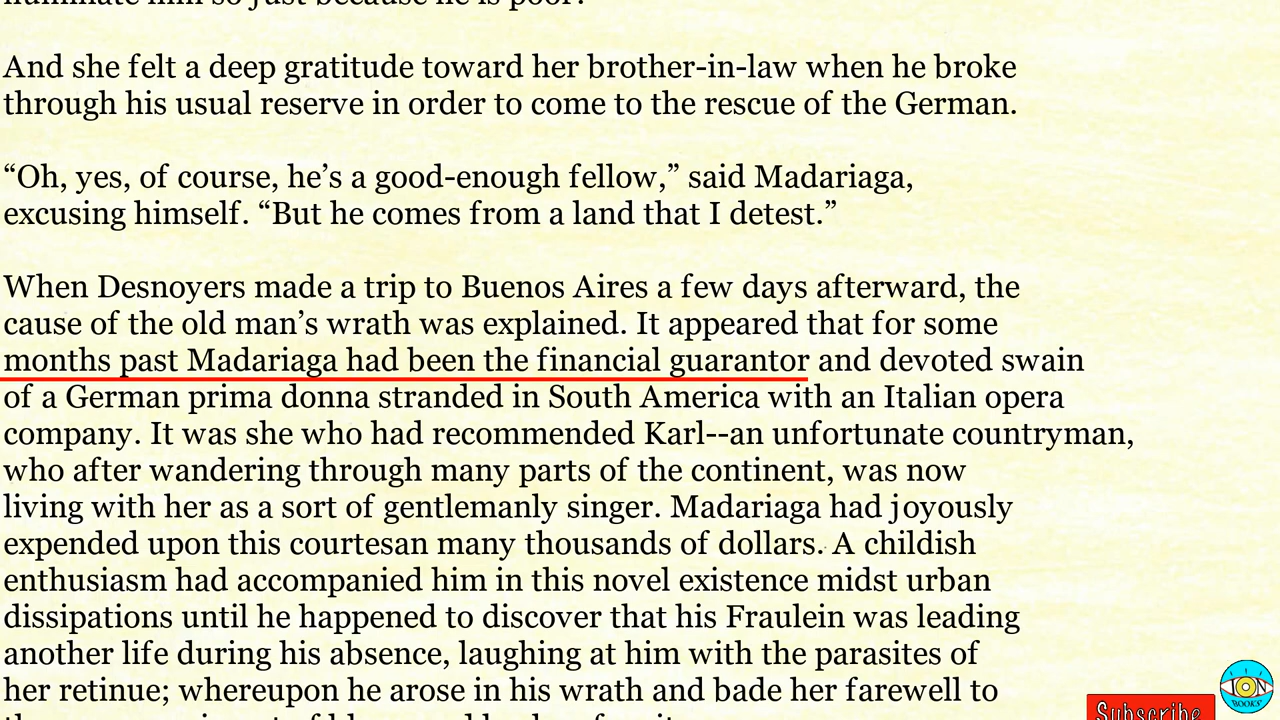 And she felt a deep gratitude toward her brother-in-law when he broke
through his usual reserve in order to come to the rescue of the German.
“Oh, yes, of course, he’s a good-enough fellow,” said Madariaga,
excusing himself. “But he comes from a land that I detest.”
When Desnoyers made a trip to Buenos Aires a few days afterward, the
cause of the old man’s wrath was explained. It appeared that for some
months past Madariaga had been the financial guarantor and devoted swain
of a German prima donna stranded in South America with an Italian opera
company. It was she who had recommended Karl--an unfortunate countryman,
who after wandering through many parts of the continent, was now
living with her as a sort of gentlemanly singer. Madariaga had joyously
expended upon this courtesan many thousands of dollars. A childish
enthusiasm had accompanied him in this novel existence midst urban
dissipations until he happened to discover that his Fraulein was leading
another life during his absence, laughing at him with the parasites of
her retinue; whereupon he arose in his wrath and bade her farewell to
Subscribe
ION
BOOKS